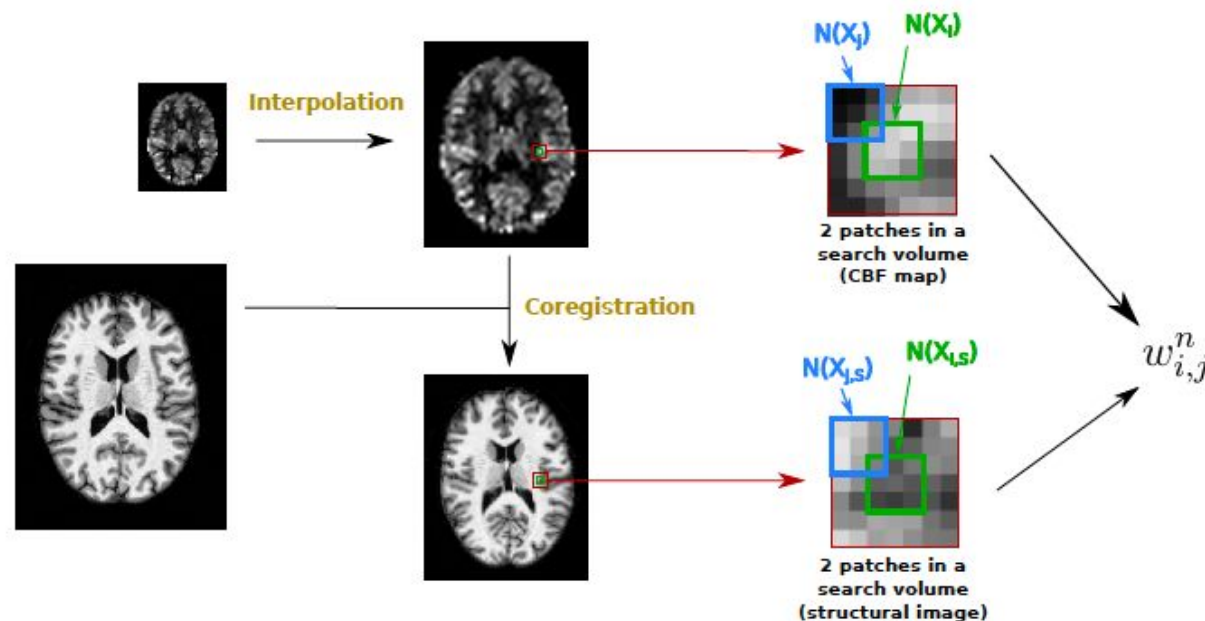 N(Xj)
N(Xi)
Interpolation
2 patches in a
search volume
(CBF map)
Coregistration
N(Xj,S)
N(Xi,S)
w^n_{i,j}
2 patches in a
search volume
(structural image)